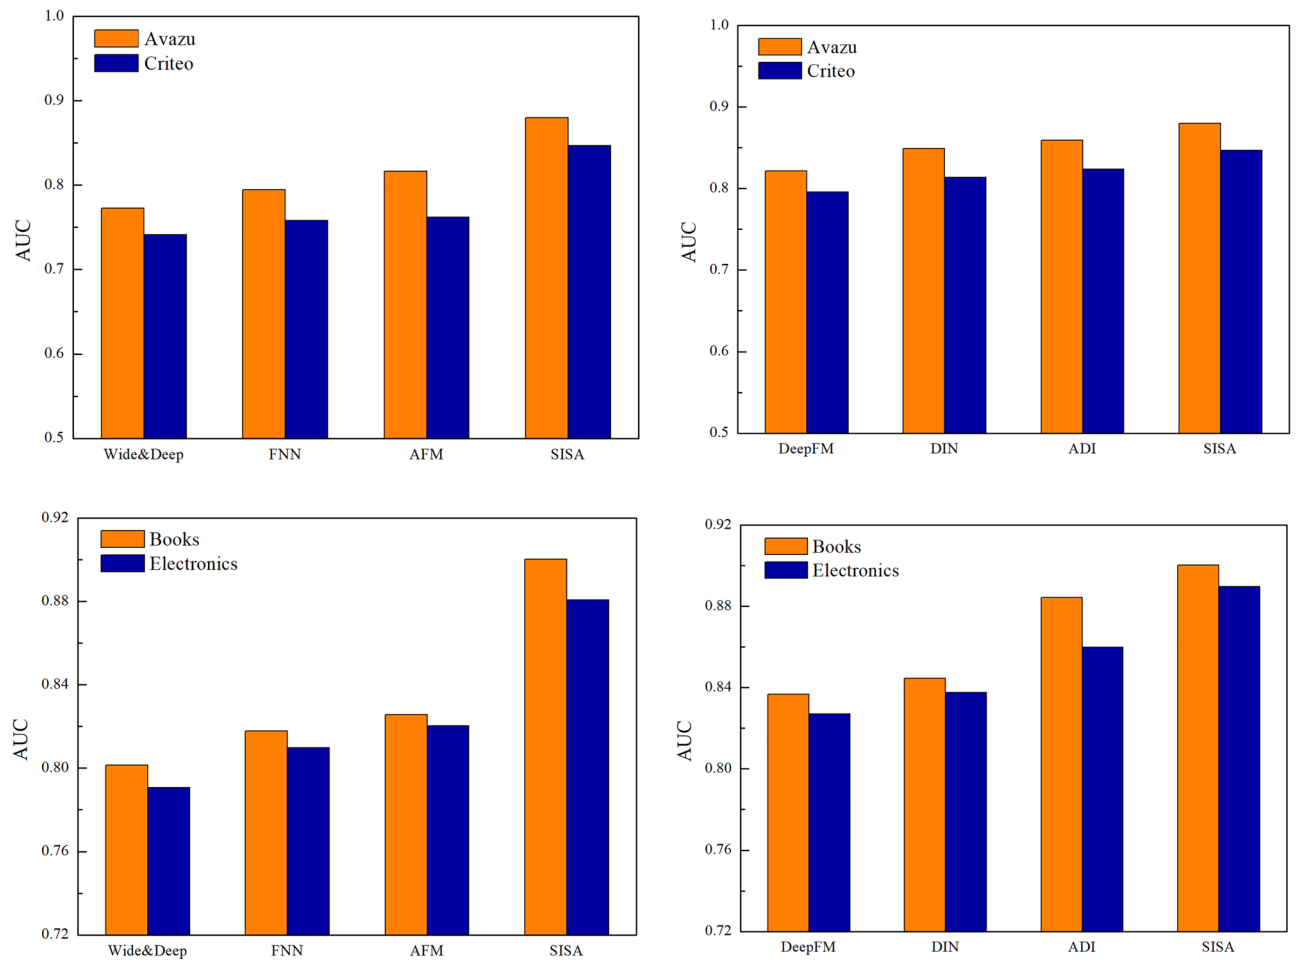 1.0
0.9
0.8
0.7
0.6
0.5
AUC
Avazu
Criteo
Wide&Deep FNN AFM SISA
1.0
0.9
0.8
0.7
0.6
0.5
AUC
Avazu
Criteo
DeepFM DIN ADI SISA
0.92
0.88
0.84
0.80
0.76
0.72
AUC
Books
Electronics
Wide&Deep FNN AFM SISA
0.92
0.88
0.84
0.80
0.76
0.72
AUC
Books
Electronics
DeepFM DIN ADI SISA